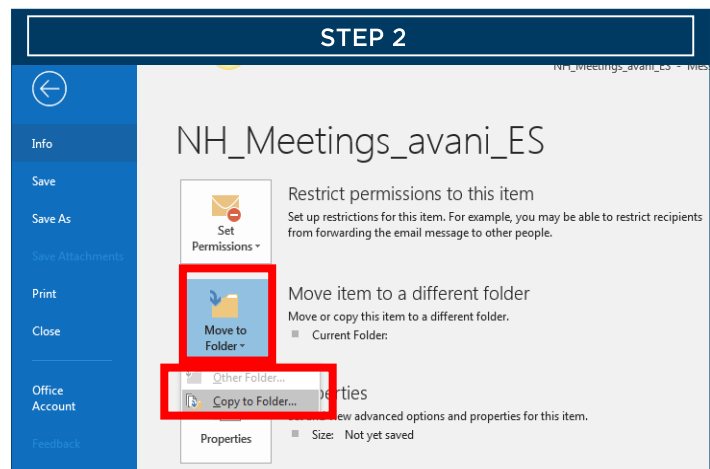 STEP 2
NH_Meetings_avani_ES - Mes
Info
Save
Save As
Save Attachments
Print
Close
Office
Account
Feedback
NH_Meetings_avani_ES
Set
Permissions
Restrict permissions to this item
Set up restrictions for this item. For example, you may be able to restrict recipients
from forwarding the email message to other people.
Move to
Folder
Move item to a different folder
Move or copy this item to a different folder.
Current Folder:
Other Folder...
Copy to Folder...
Properties
perties
view advanced options and properties for this item.
Size: Not yet saved